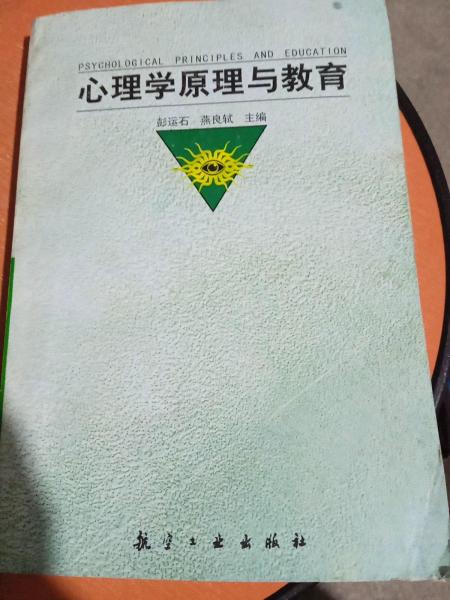 PSYCHOLOGICAL PRINCIPLES AND EDUCATION
心理学原理与教育
彭运石 燕良轼 主编
航空工业出版社